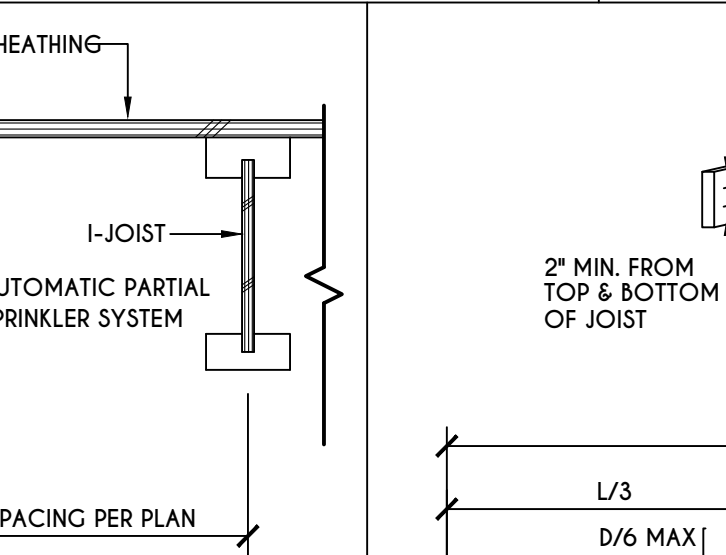 HEATHING
I-JOIST
UTOMATIC PARTIAL
PRINKLER SYSTEM
PACING PER PLAN
2" MIN. FROM
TOP & BOTTOM
OF JOIST
L/3
D/6 MAX